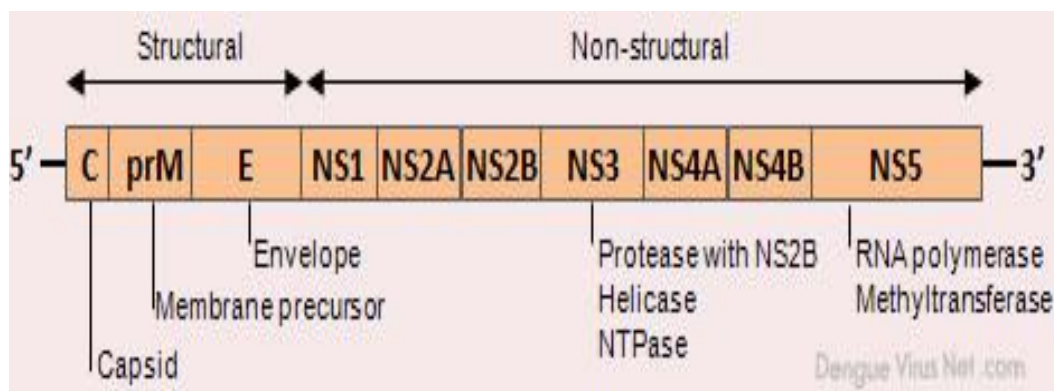 Structural Non-structural
5’ C prM E NS1 NS2A NS2B NS3 NS4A NS4B NS5 3’
Envelope
Membrane precursor
Capsid
Protease with NS2B
Helicase
NTPase
RNA polymerase
Methyltransferase
Dengue Virus Net .com